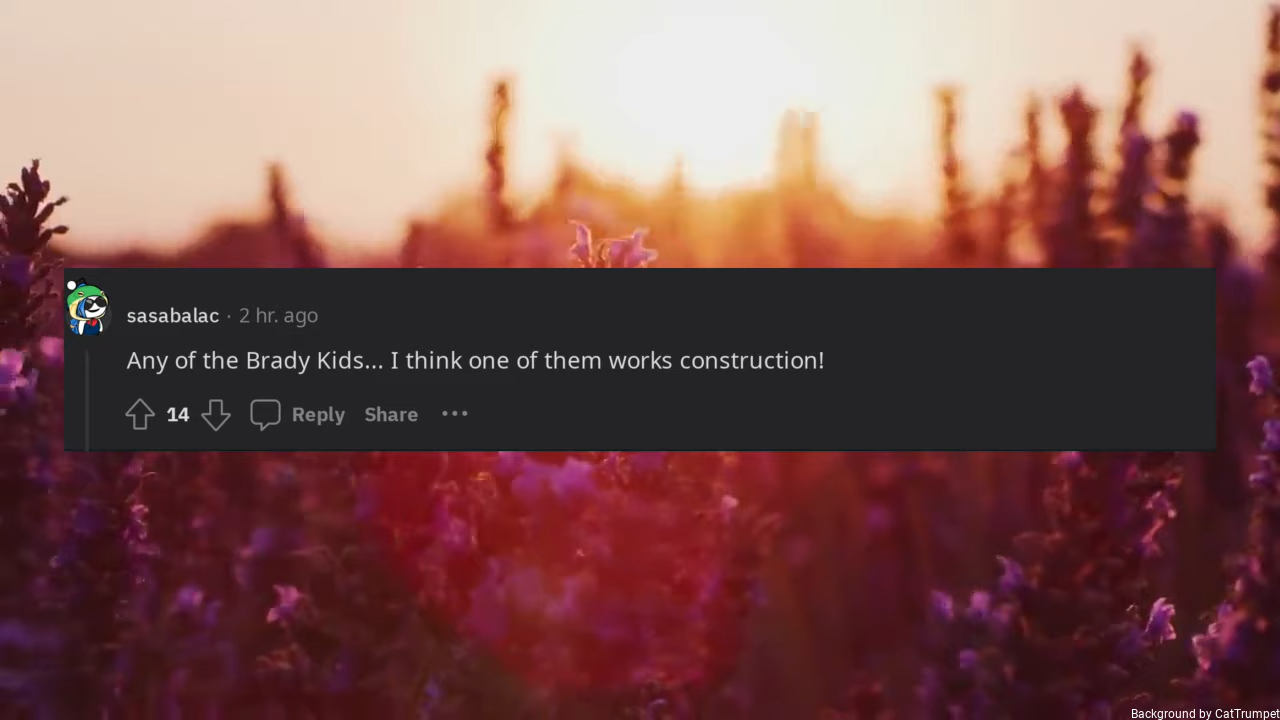 sasabalac · 2 hr. ago
Any of the Brady Kids... I think one of them works construction!
14 Reply Share ...
Background by CatTrumpet